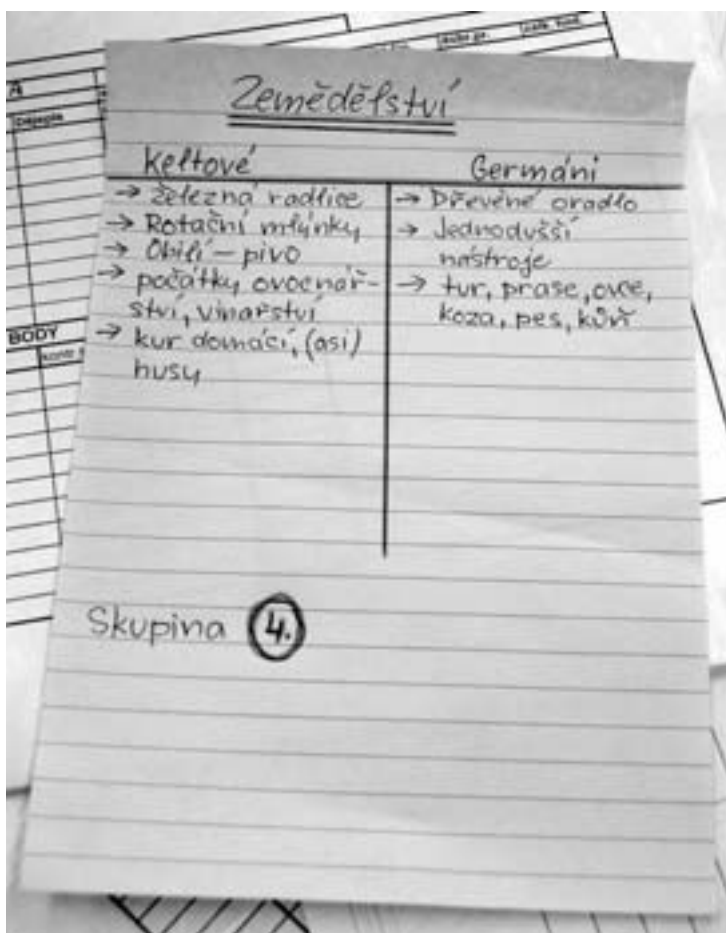 Zemědělství
Keltové
→ železná radlice
→ Rotační mlýnky
→ Obilí – pivo
→ počátky ovocnář-
ství, vinařství
→ kur domácí, (asi)
husy
Germáni
→ Dřevěné oradlo
→ Jednodušší
nástroje
→ tur, prase, ovce,
koza, pes, kůň
Skupina 4.
A
BODY